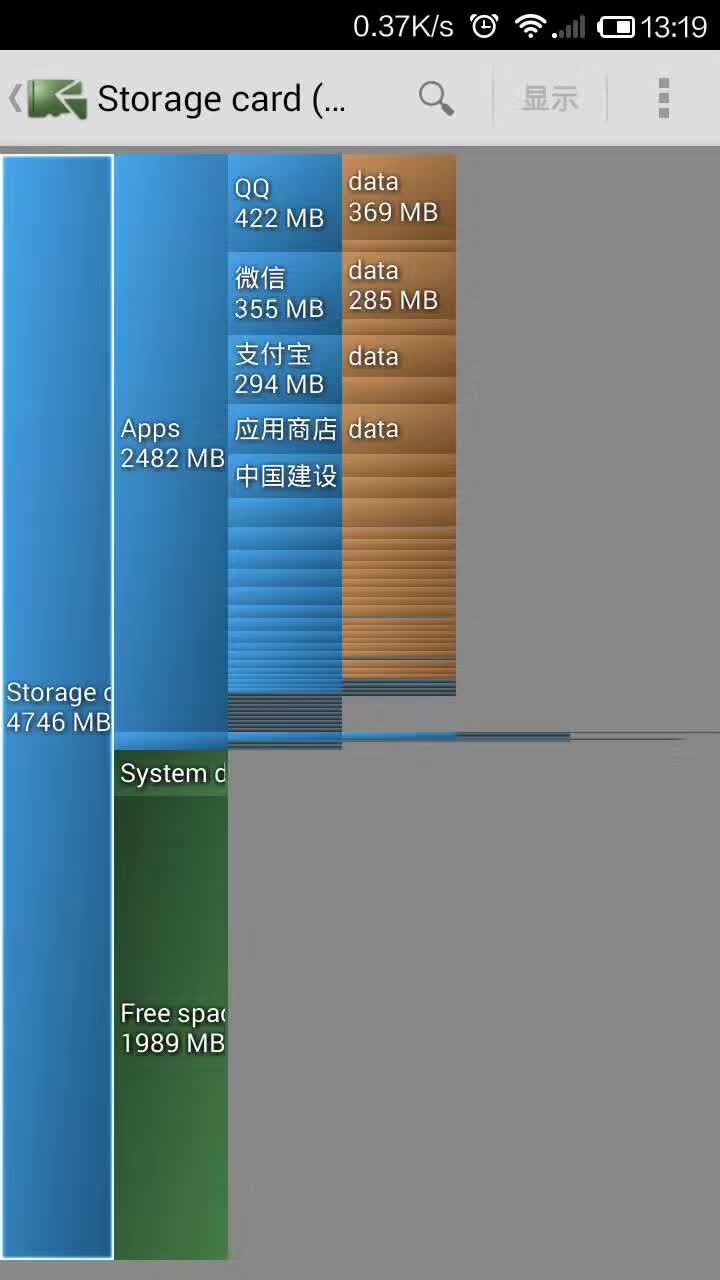 0.37K/s 13:19
Storage card (... 显示
QQ
422 MB
data
369 MB
微信
355 MB
data
285 MB
支付宝
294 MB
data
应用商店
data
中国建设
Apps
2482 MB
Storage c
4746 MB
System d
Free spac
1989 MB